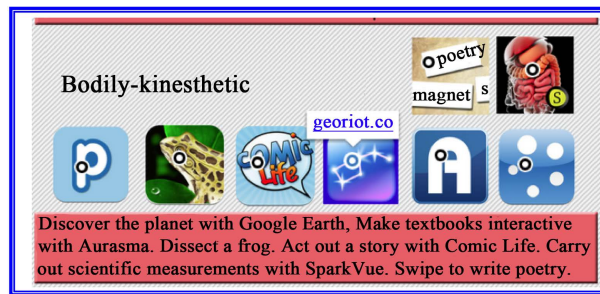 poetry
magnet s
Bodily-kinesthetic
S
georiot.co
p
COMIC
Life
A
Discover the planet with Google Earth, Make textbooks interactive
with Aurasma. Dissect a frog. Act out a story with Comic Life. Carry
out scientific measurements with SparkVue. Swipe to write poetry.